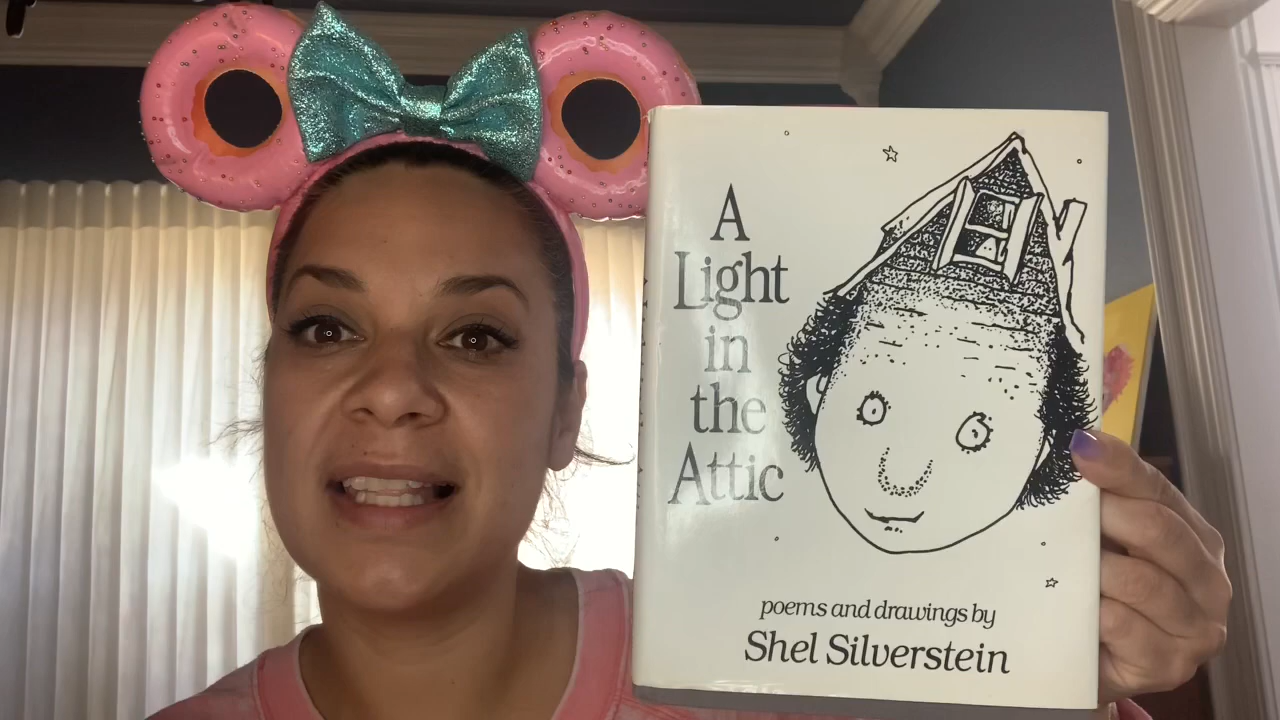 A
Light
in
the
Attic
poems and drawings by
Shel Silverstein